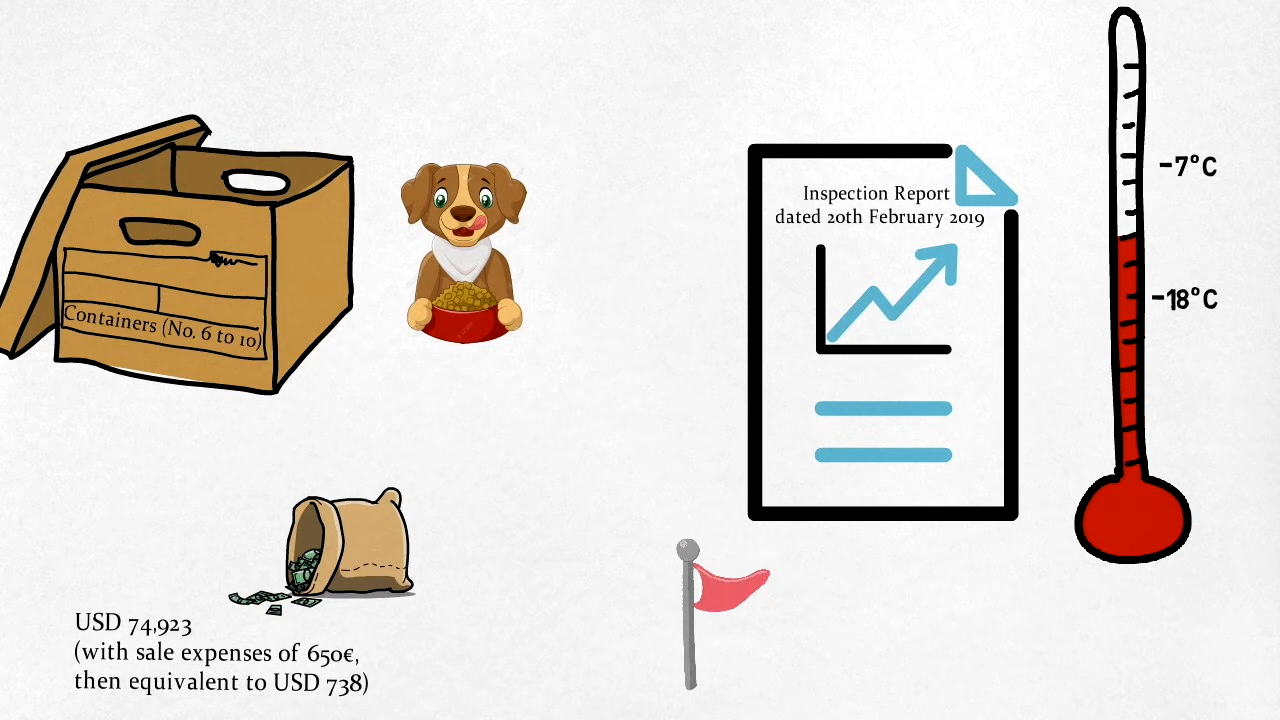 Containers (No. 6 to 10)
Inspection Report
dated 20th February 2019
-7°C
-18°C
USD 74,923
(with sale expenses of 650€,
then equivalent to USD 738)